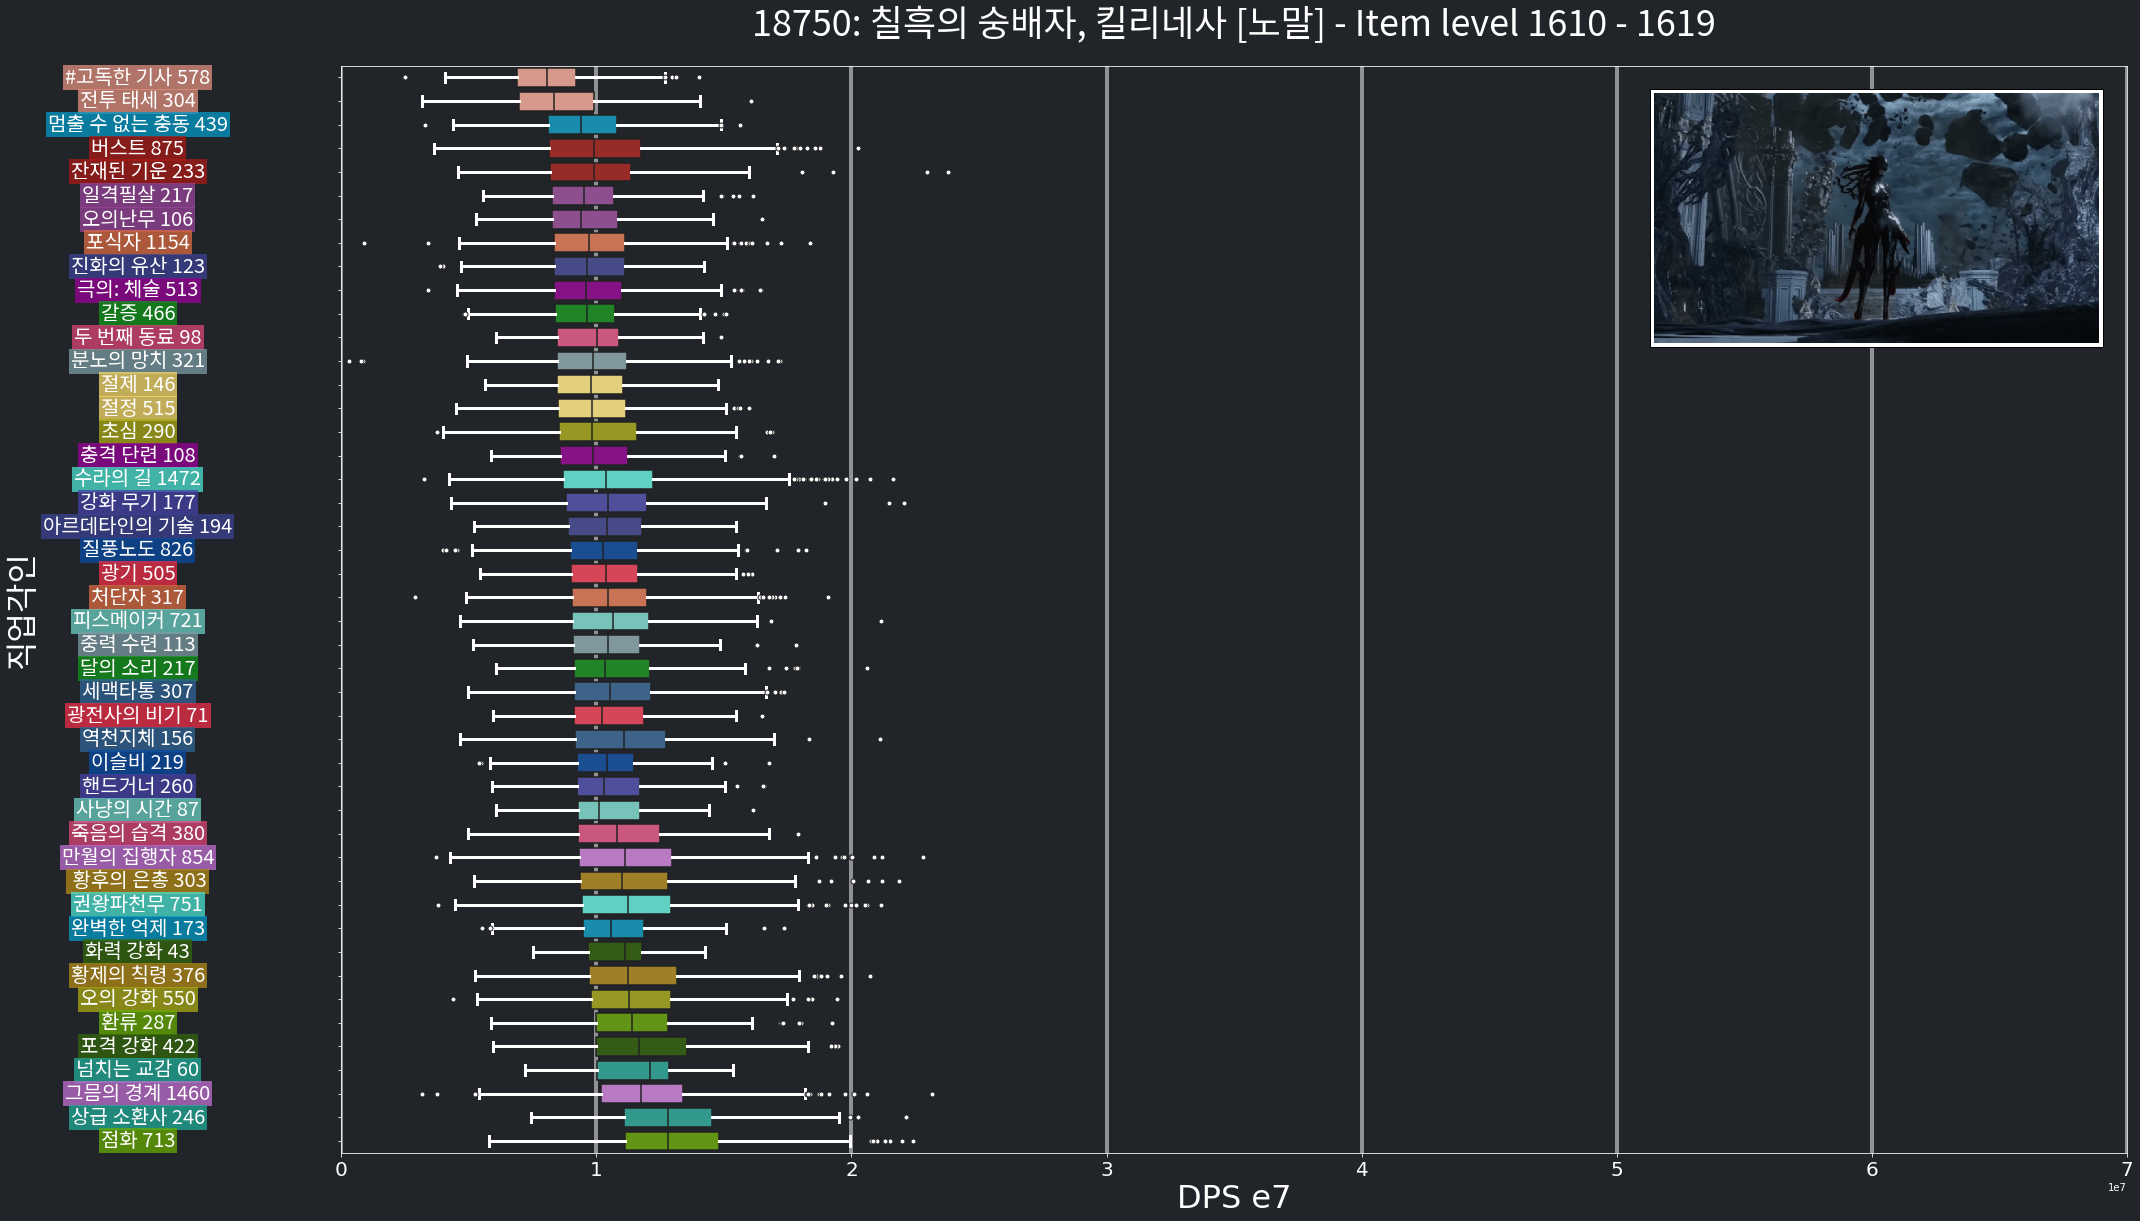 18750: 칠흑의 숭배자, 킬리네사 [노말] - Item level 1610 - 1619
#고독한 기사 578
전투 태세 304
멈출 수 없는 충동 439
버스트 875
잔재된 기운 233
일격필살 217
오의난무 106
포식자 1154
진화의 유산 123
극의: 체술 513
갈증 466
두 번째 동료 98
분노의 망치 321
절제 146
절정 515
초심 290
충격 단련 108
수라의 길 1472
강화 무기 177
아르데타인의 기술 194
질풍노도 826
광기 505
처단자 317
피스메이커 721
중력 수련 113
달의 소리 217
세맥타통 307
광전사의 비기 71
역천지체 156
이슬비 219
핸드거너 260
사냥의 시간 87
죽음의 습격 380
만월의 집행자 854
황후의 은총 303
권왕파천무 751
완벽한 억제 173
화력 강화 43
황제의 칙령 376
오의 강화 550
환류 287
포격 강화 422
넘치는 교감 60
그믐의 경계 1460
상급 소환사 246
점화 713
직업각인
0 1 2 3 4 5 6 7
1e7
DPS e7